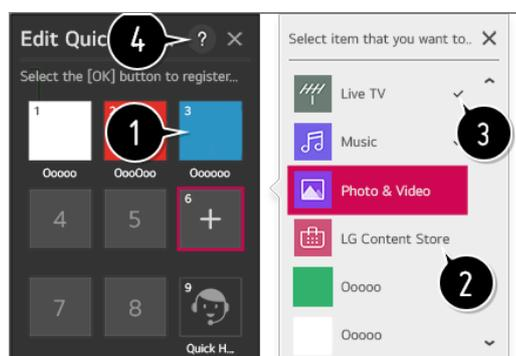 Edit Quic
4
?
Select the [OK] button to register...
1
2
3
1
Ooooo
OooOoo
Oooooo
4
5
6
+
7
8
9
Quick H...
Select item that you want to..
Live TV
3
Music
Photo & Video
LG Content Store
2
Ooooo
Ooooo